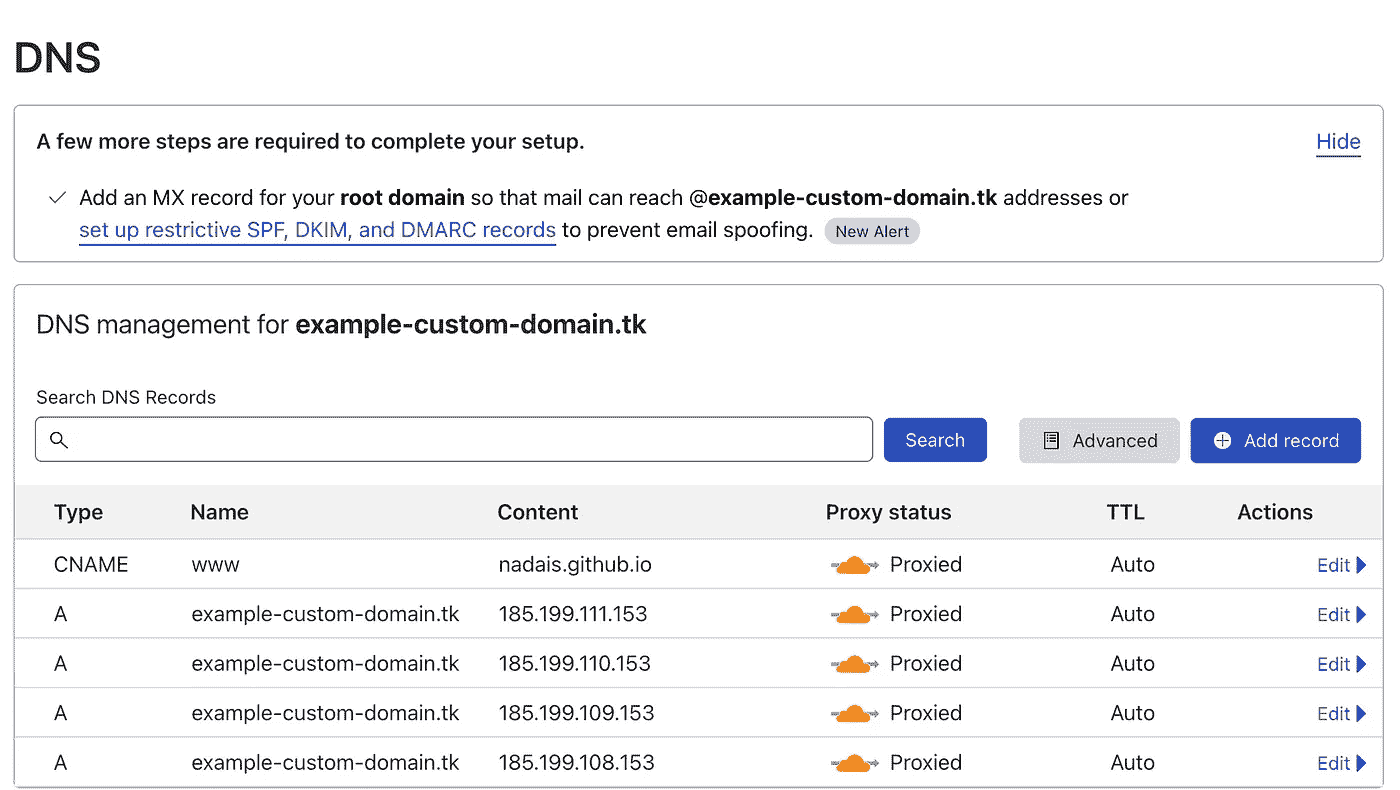 DNS
A few more steps are required to complete your setup.
Hide
Add an MX record for your root domain so that mail can reach @example-custom-domain.tk addresses or
set up restrictive SPF, DKIM, and DMARC records to prevent email spoofing. New Alert
DNS management for example-custom-domain.tk
Search DNS Records
Search Advanced Add record
Type Name Content Proxy status TTL Actions
CNAME www nadais.github.io Proxied Auto Edit
A example-custom-domain.tk 185.199.111.153 Proxied Auto Edit
A example-custom-domain.tk 185.199.110.153 Proxied Auto Edit
A example-custom-domain.tk 185.199.109.153 Proxied Auto Edit
A example-custom-domain.tk 185.199.108.153 Proxied Auto Edit